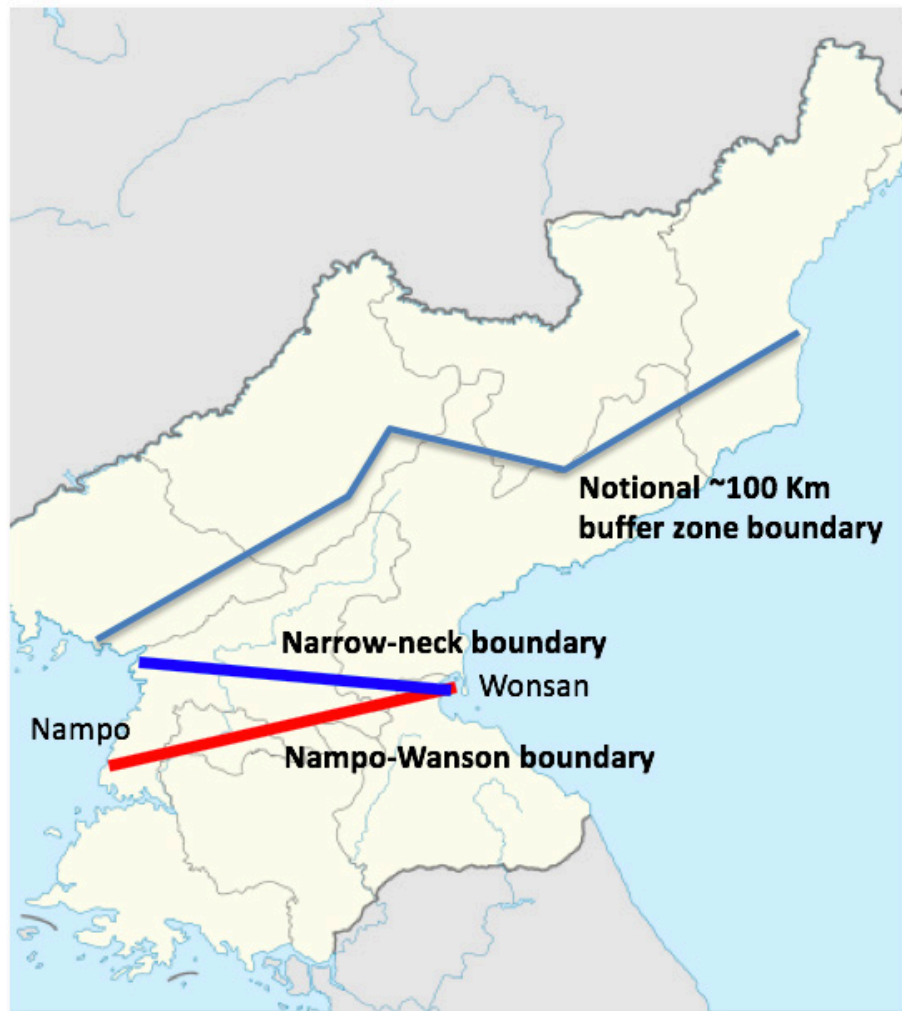 Notional ~100 Km
buffer zone boundary
Narrow-neck boundary
Wonsan
Nampo
Nampo-Wanson boundary